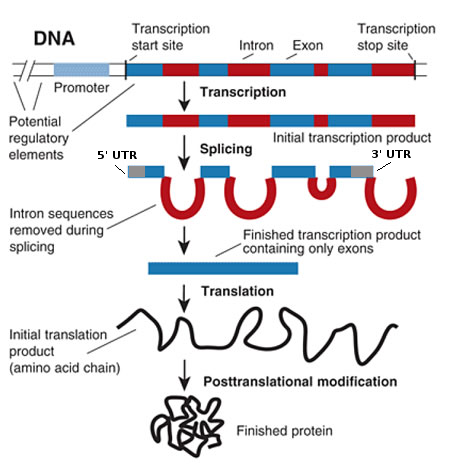 DNA
Transcription
start site
Intron
Exon
Transcription
stop site
Promoter
Transcription
Potential
regulatory
elements
Initial transcription product
Splicing
5' UTR
3' UTR
Intron sequences
removed during
splicing
Finished transcription product
containing only exons
Translation
Initial translation
product
(amino acid chain)
Posttranslational modification
Finished protein